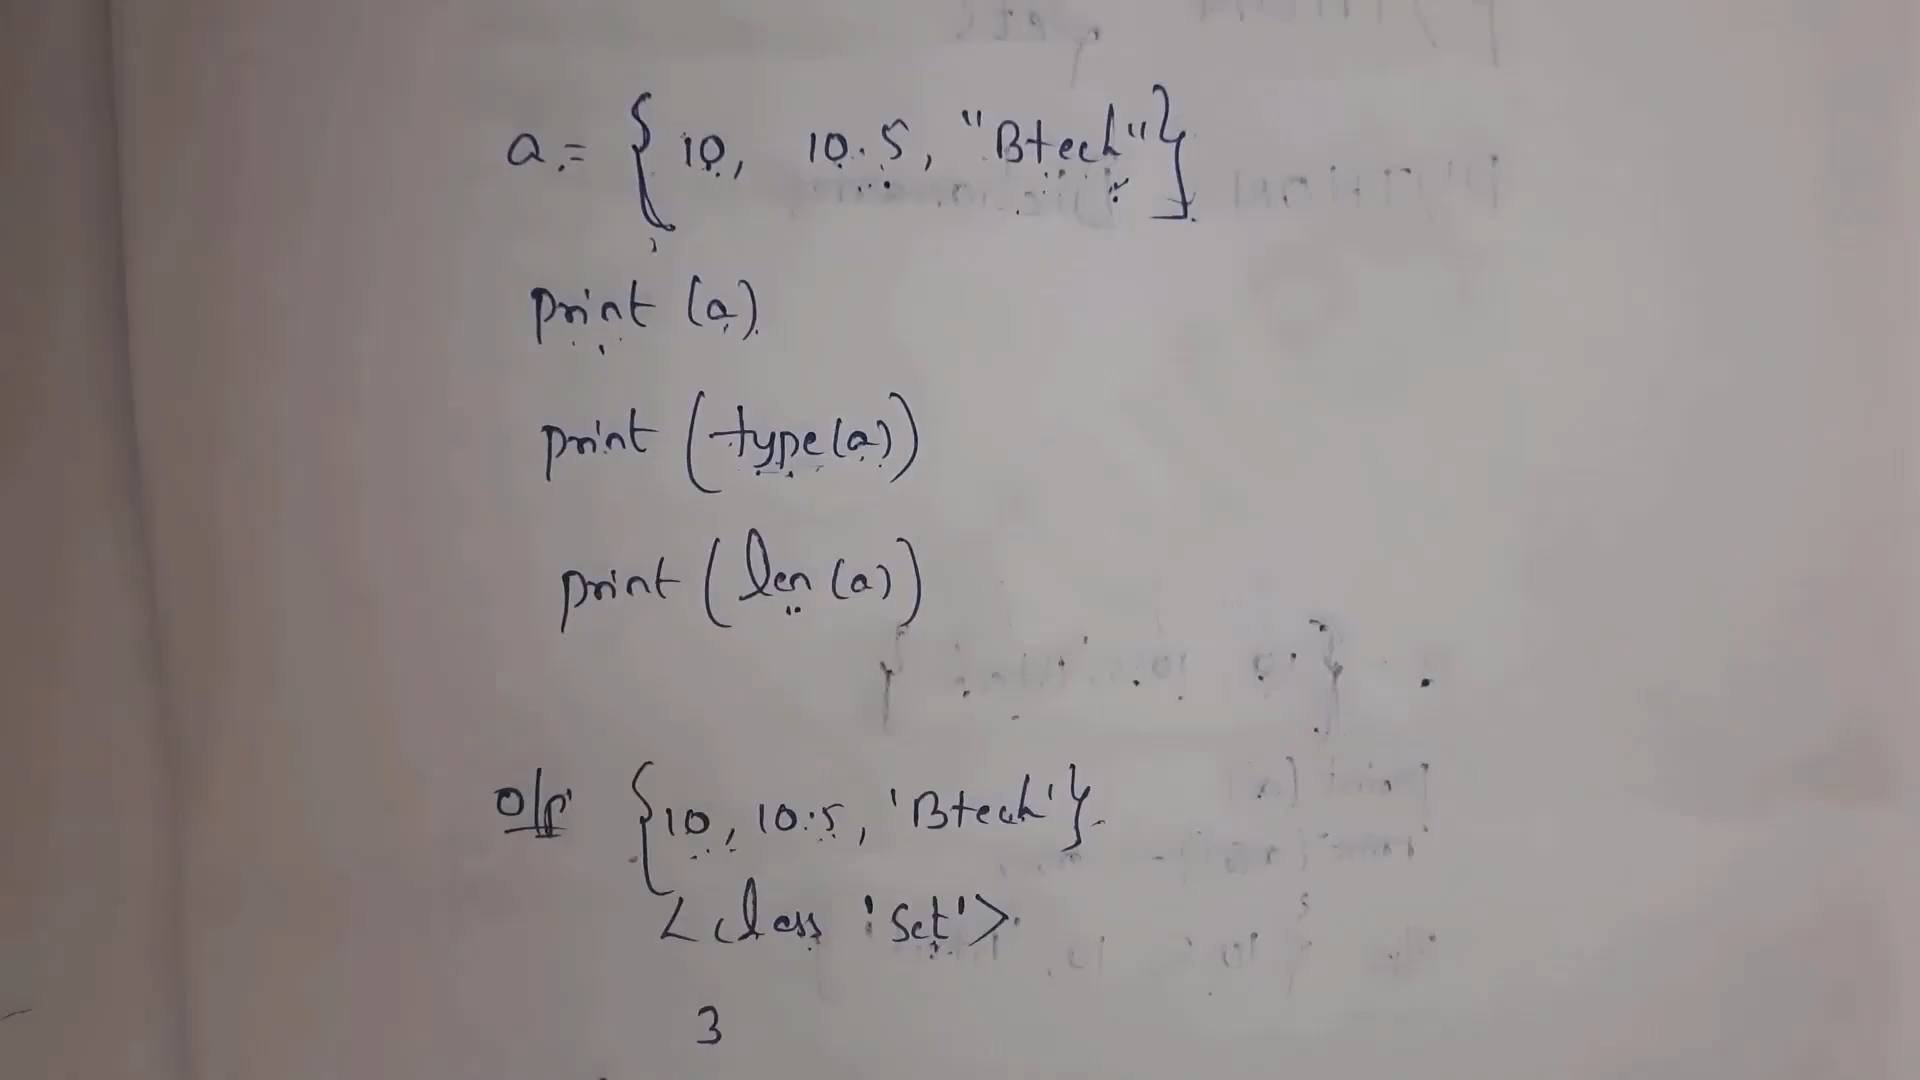 a = {10, 10.5, "Btech"}
print (a)
print (type(a))
print (len (a))
o/p {10, 10.5, 'Btech'}
<class 'Set'>
3